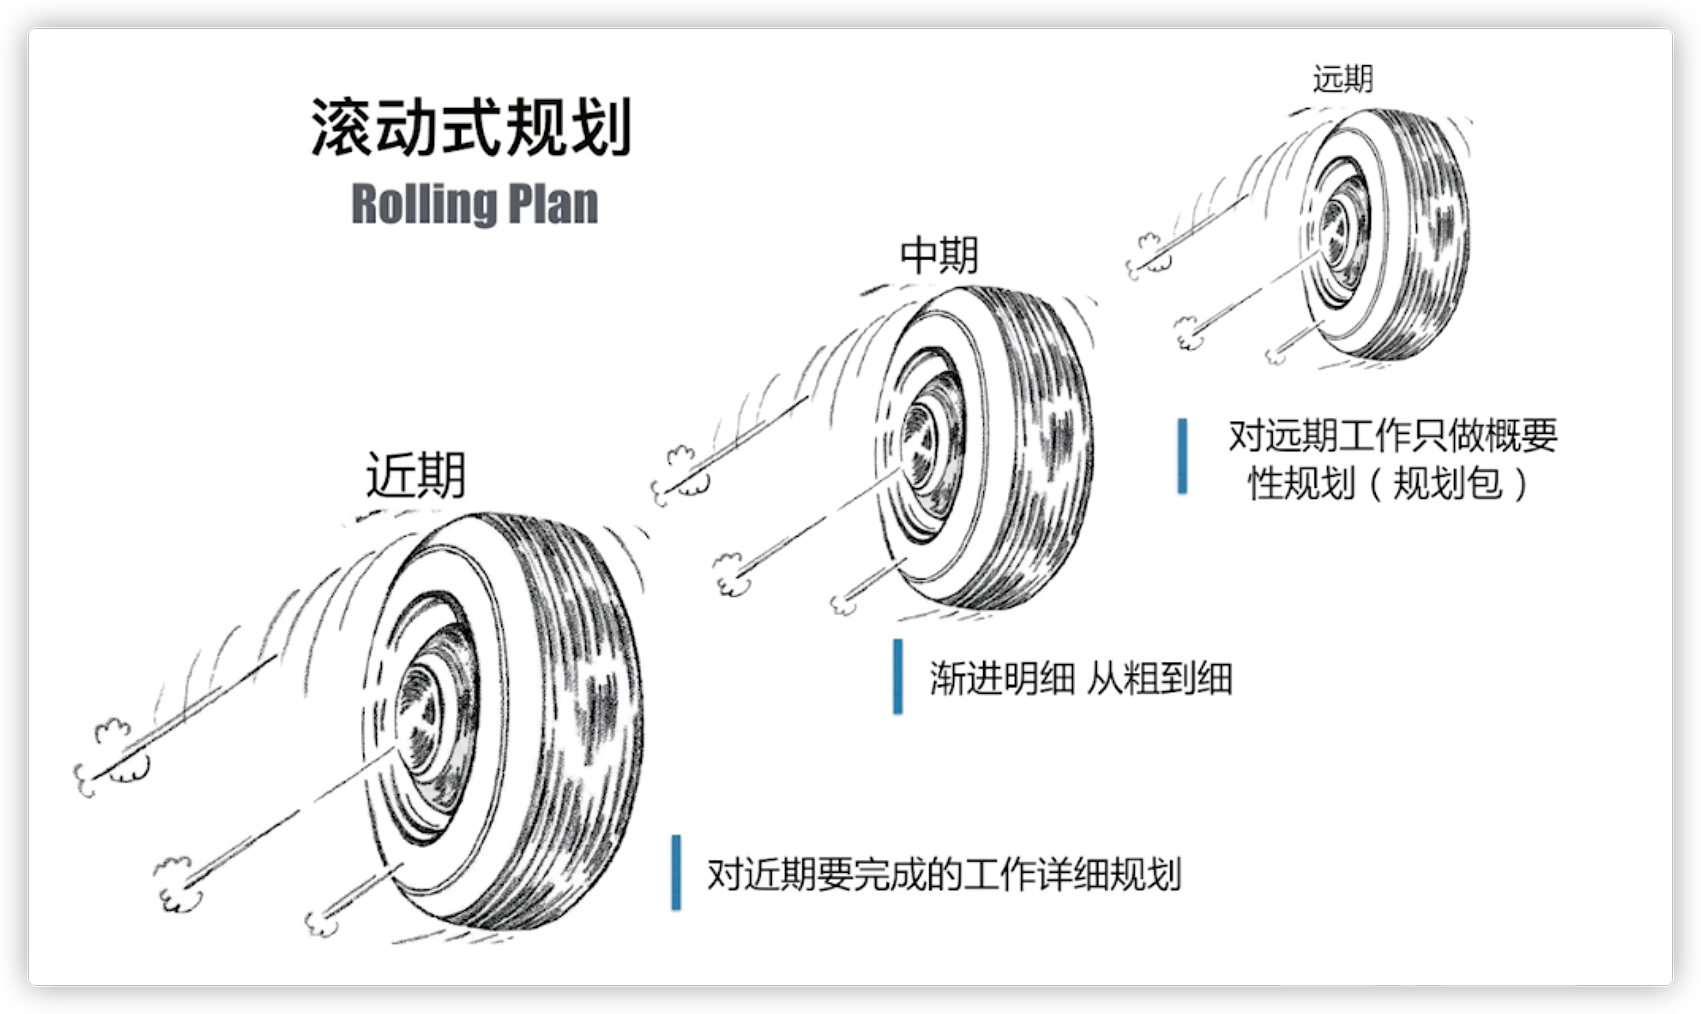 滚动式规划
Rolling Plan
远期
对远期工作只做概要
性规划（规划包）
中期
渐进明细 从粗到细
近期
对近期要完成的工作详细规划